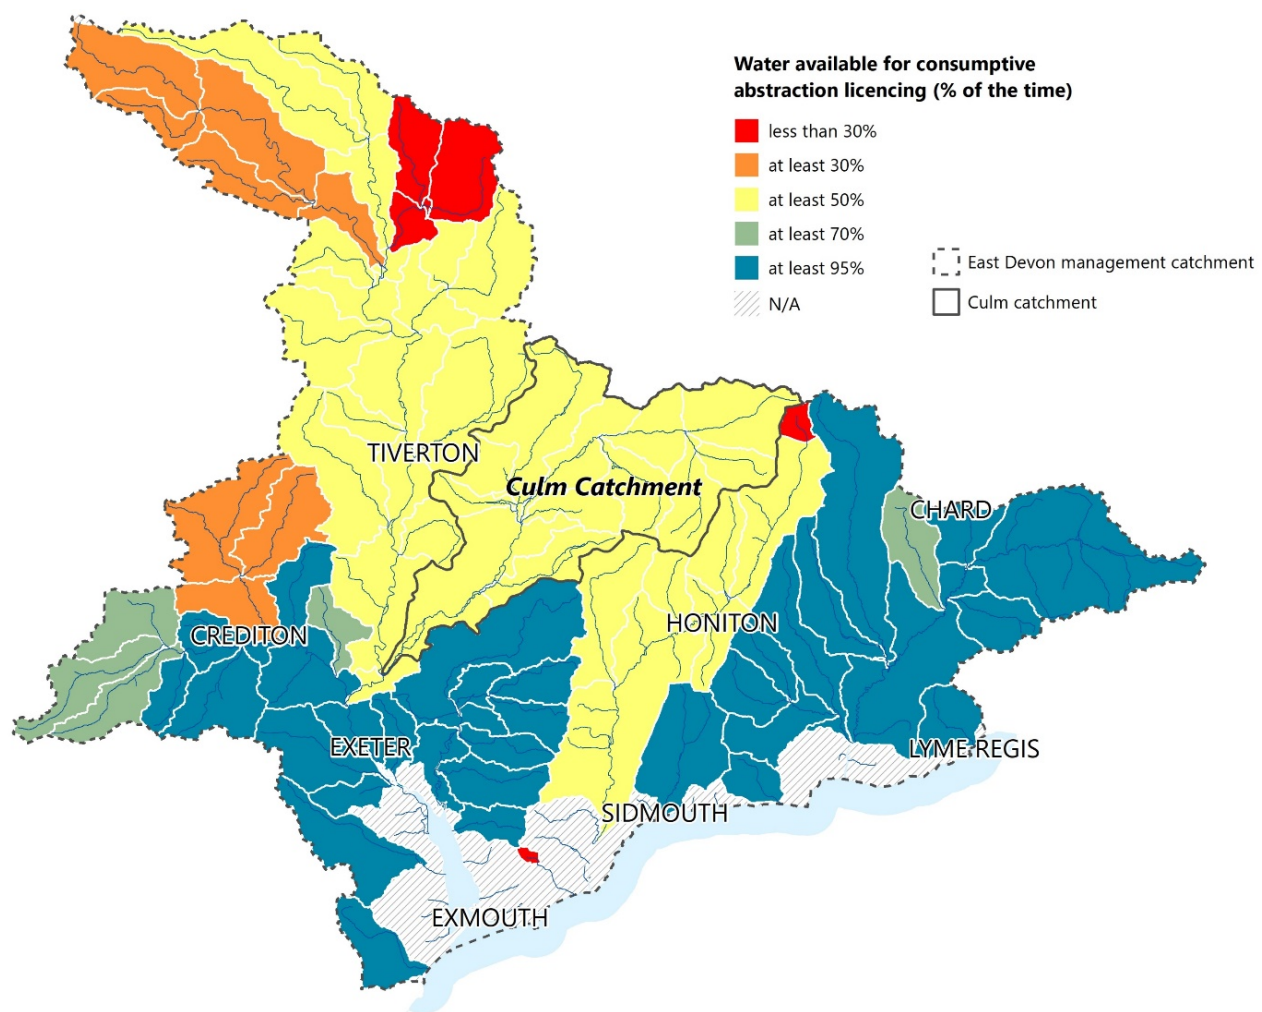 Water available for consumptive
abstraction licencing (% of the time)
less than 30%
at least 30%
at least 50%
at least 70%
at least 95%
N/A
East Devon management catchment
Culm catchment
TIVERTON
Culm Catchment
CHARD
HONITON
CREDITON
EXETER
LYME REGIS
SIDMOUTH
EXMOUTH